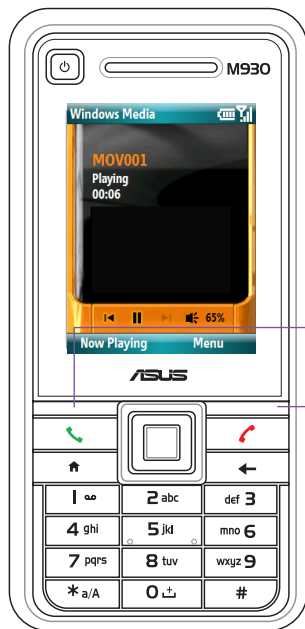 M930
Windows Media
MOV001
Playing
00:06
65%
Now Playing Menu
ASUS
1 2 abc def 3
4 ghi 5 jkl mno 6
7 pqrs 8 tuv wxyz 9
* a/A 0 + #